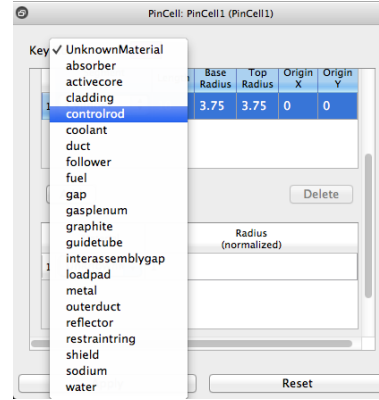 PinCell: PinCell1 (PinCell1)
Key ✓ UnknownMaterial
absorber
activecore
cladding
controlrod
coolant
duct
follower
fuel
gap
gasplenum
graphite
guidetube
interassemblygap
loadpad
metal
outerduct
reflector
restraintring
shield
sodium
water
Base Radius Top Radius Origin X Origin Y
1 3.75 3.75 0 0
Delete
Radius
(normalized)
1
Reset